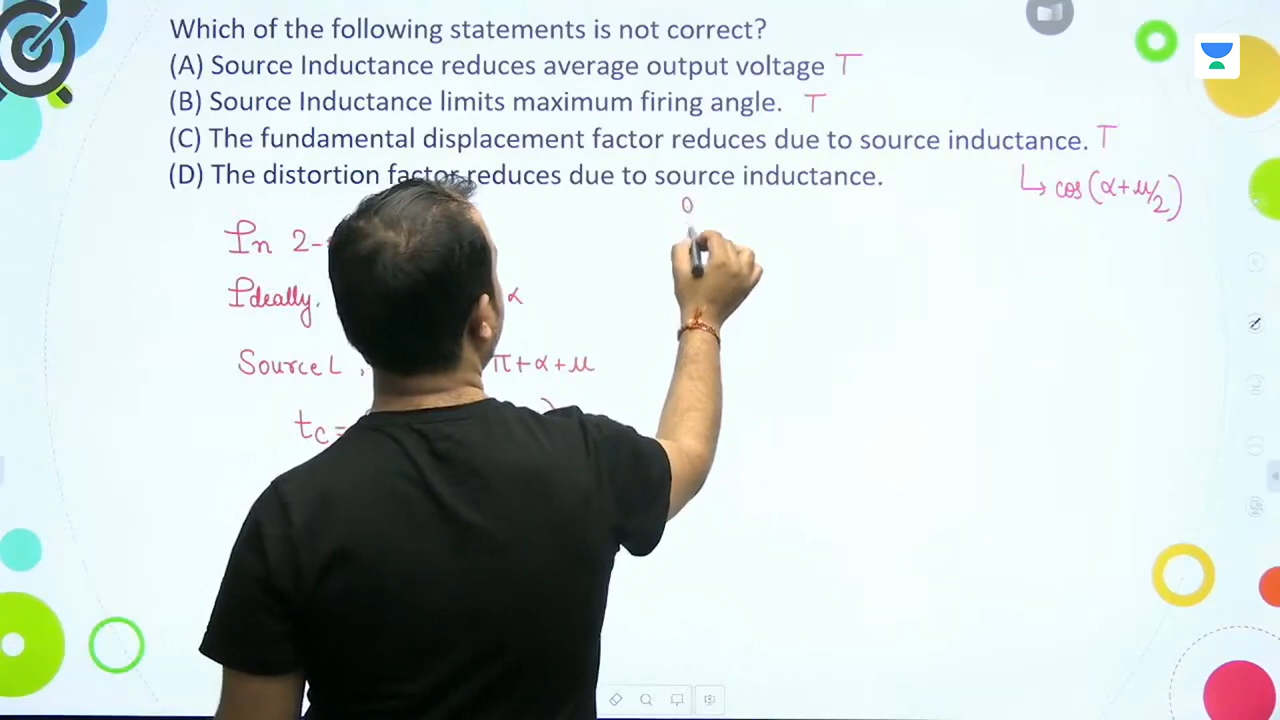 Which of the following statements is not correct?
(A) Source Inductance reduces average output voltage T
(B) Source Inductance limits maximum firing angle. T
(C) The fundamental displacement factor reduces due to source inductance. T
(D) The distortion factor reduces due to source inductance.
↳ cos(α+μ/2)
0
In 2-
Ideally, α
Source L, π+α+μ
tc= )